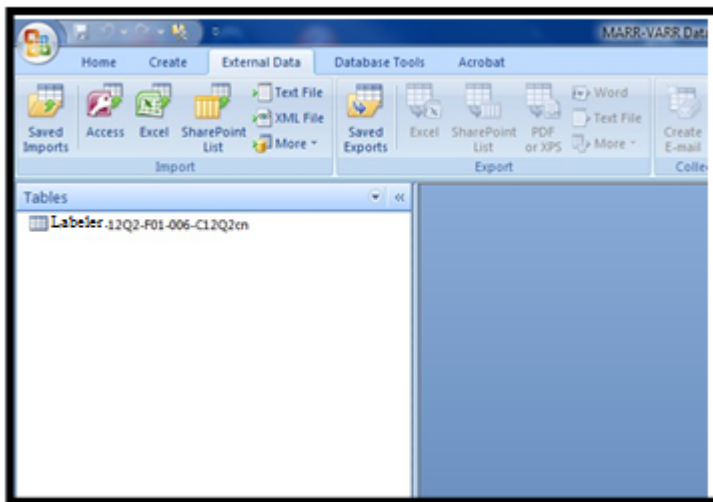 MARR-VARR Data
Home Create External Data Database Tools Acrobat
Saved Imports Access Excel SharePoint List Text File XML File More
Saved Exports Excel SharePoint List PDF or XPS Word Text File More
Create E-mail
Import Export Colle
Tables
Labeler-12Q2-F01-006-C12Q2cn